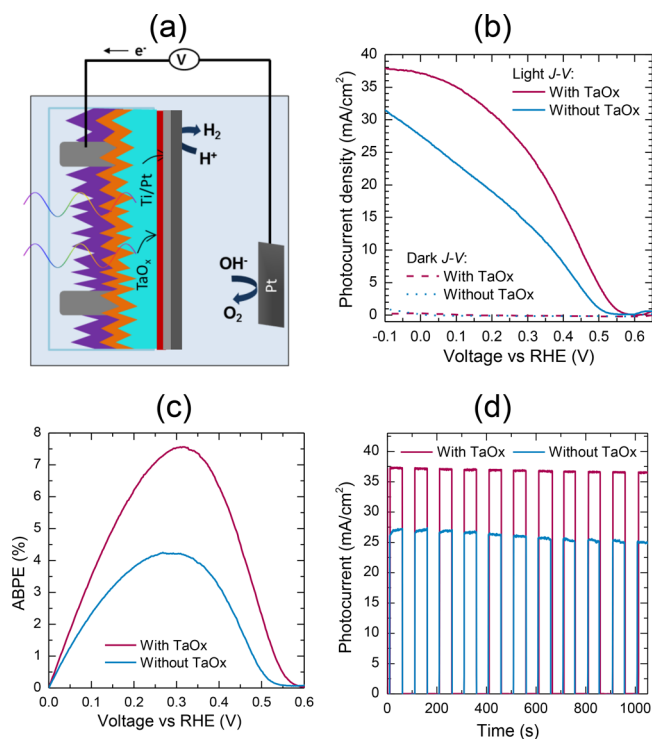 (a)
e-
V
H2
H+
Ti/Pt
TaOx
OH-
O2
Pt
(b)
Photocurrent density (mA/cm2)
40
35
30
25
20
15
10
5
0
Light J-V:
With TaOx
Without TaOx
Dark J-V:
With TaOx
Without TaOx
-0.1 0.0 0.1 0.2 0.3 0.4 0.5 0.6
Voltage vs RHE (V)
(c)
ABPE (%)
8
7
6
5
4
3
2
1
0
With TaOx
Without TaOx
0.0 0.1 0.2 0.3 0.4 0.5 0.6
Voltage vs RHE (V)
(d)
Photocurrent (mA/cm2)
40
35
30
25
20
15
10
5
0
With TaOx Without TaOx
0 200 400 600 800 1000
Time (s)